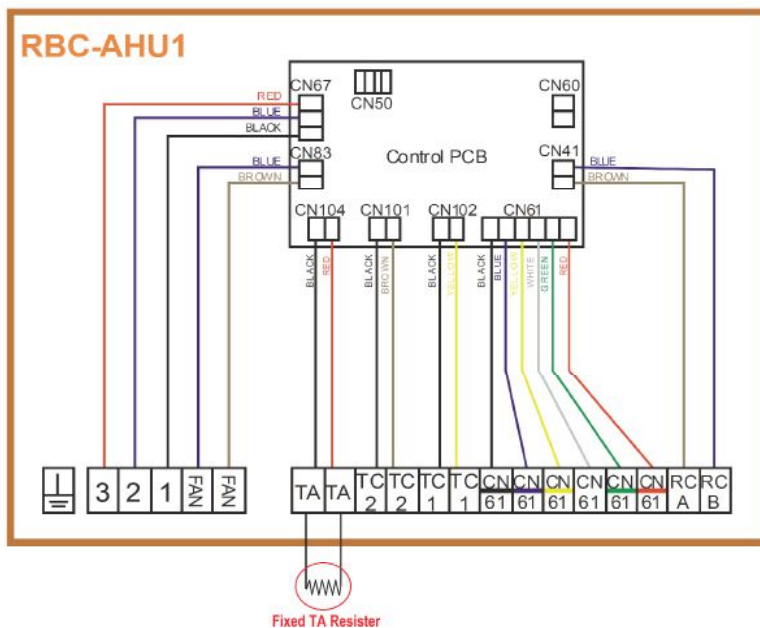 RBC-AHU1
CN67
CN50
CN60
RED
BLUE
BLACK
CN83
Control PCB
CN41
BLUE
BROWN
BLUE
BROWN
CN104
CN101
CN102
CN61
BLACK
RED
BLACK
BROWN
BLACK
YELLOW
BLACK
BLUE
YELLOW
WHITE
GREEN
RED
3
2
1
FAN
FAN
TA
TA
TC 2
TC 2
TC 1
TC 1
CN 61
CN 61
CN 61
CN 61
CN 61
CN 61
RC A
RC B
Fixed TA Resister